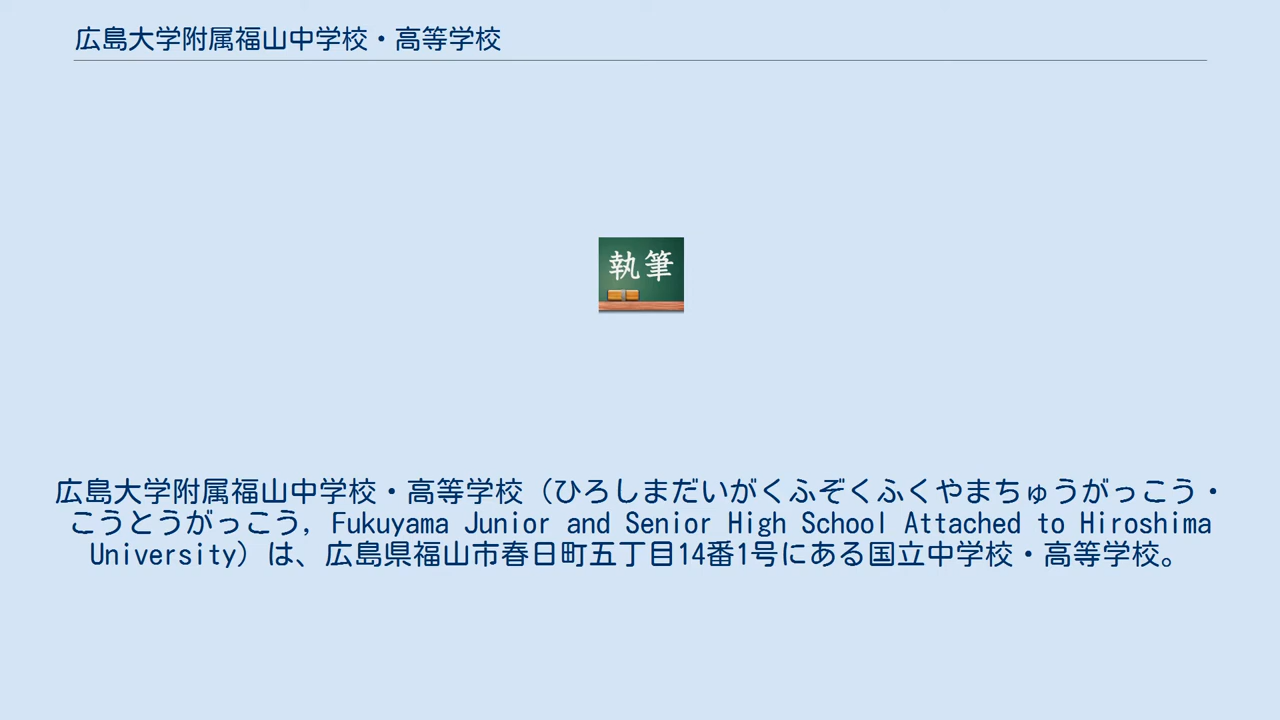 広島大学附属福山中学校・高等学校
執筆
広島大学附属福山中学校・高等学校（ひろしまだいがくふぞくふくやまちゅうがっこう・
こうとうがっこう, Fukuyama Junior and Senior High School Attached to Hiroshima
University）は、広島県福山市春日町五丁目14番1号にある国立中学校・高等学校。